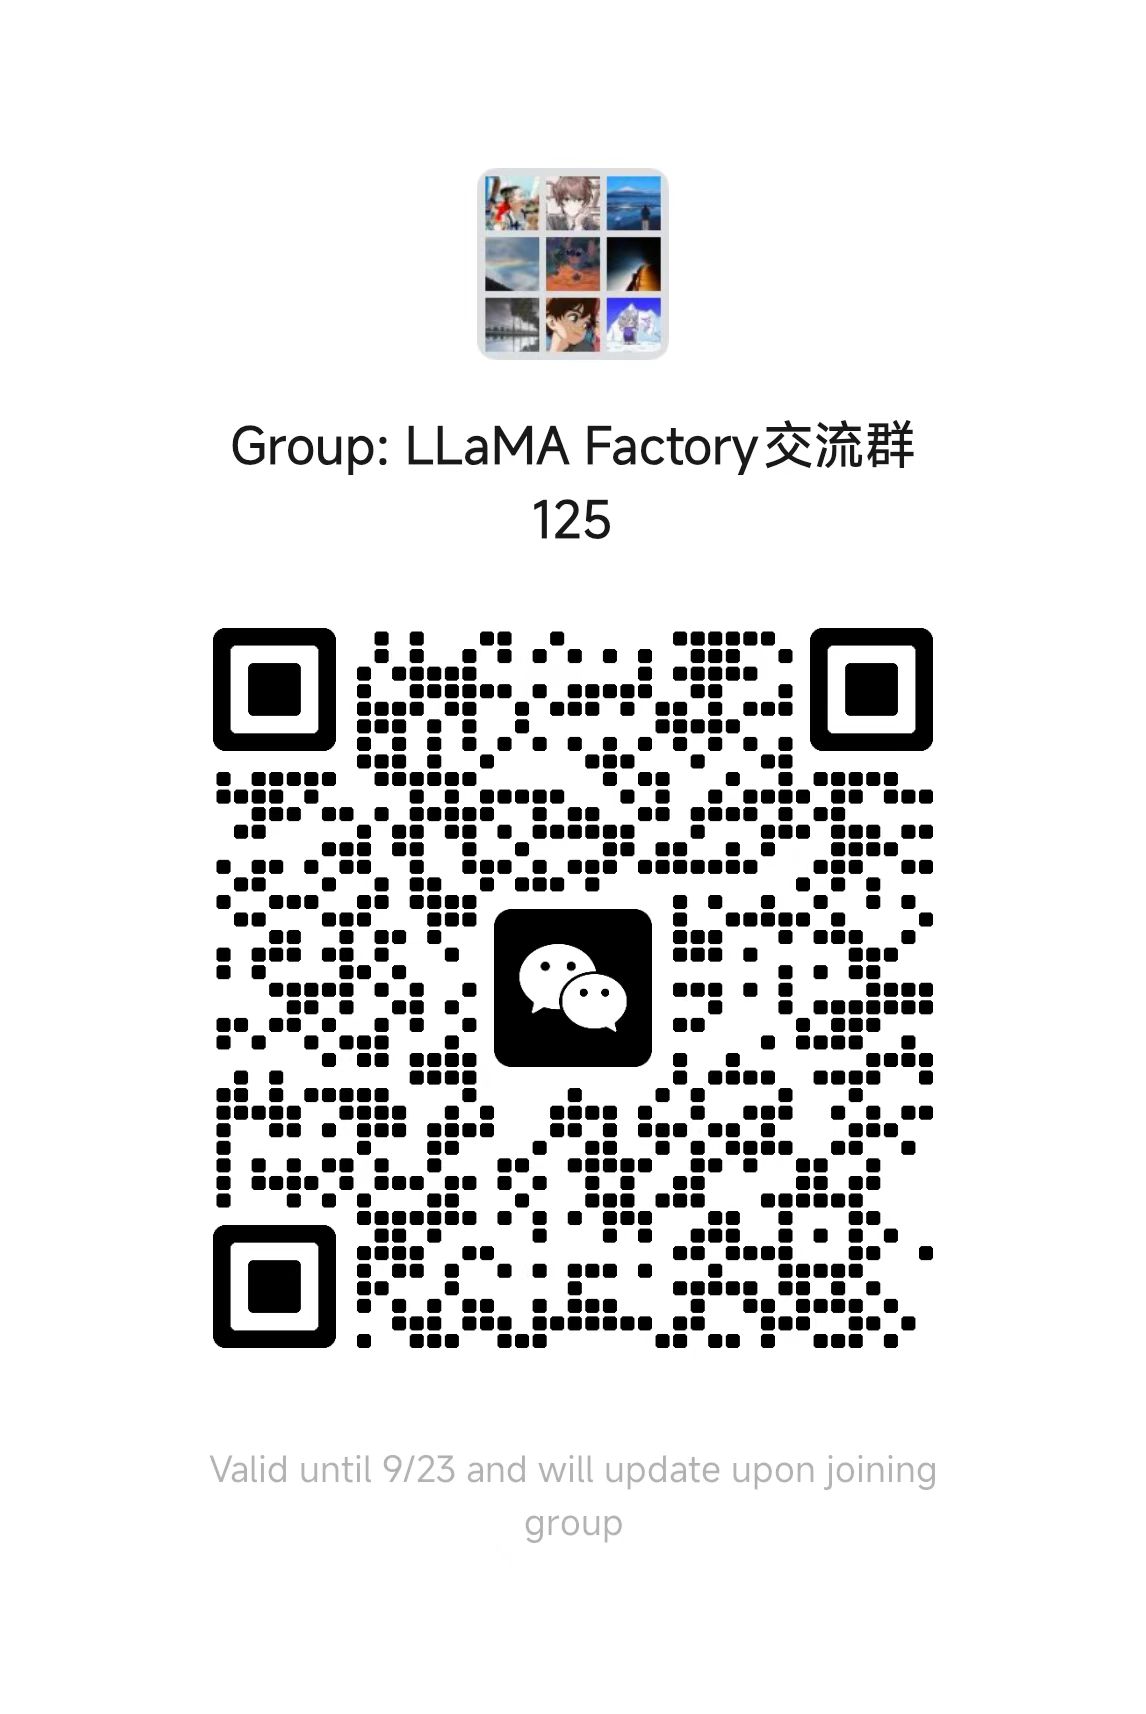 Group: LLaMA Factory交流群
125
Valid until 9/23 and will update upon joining
group